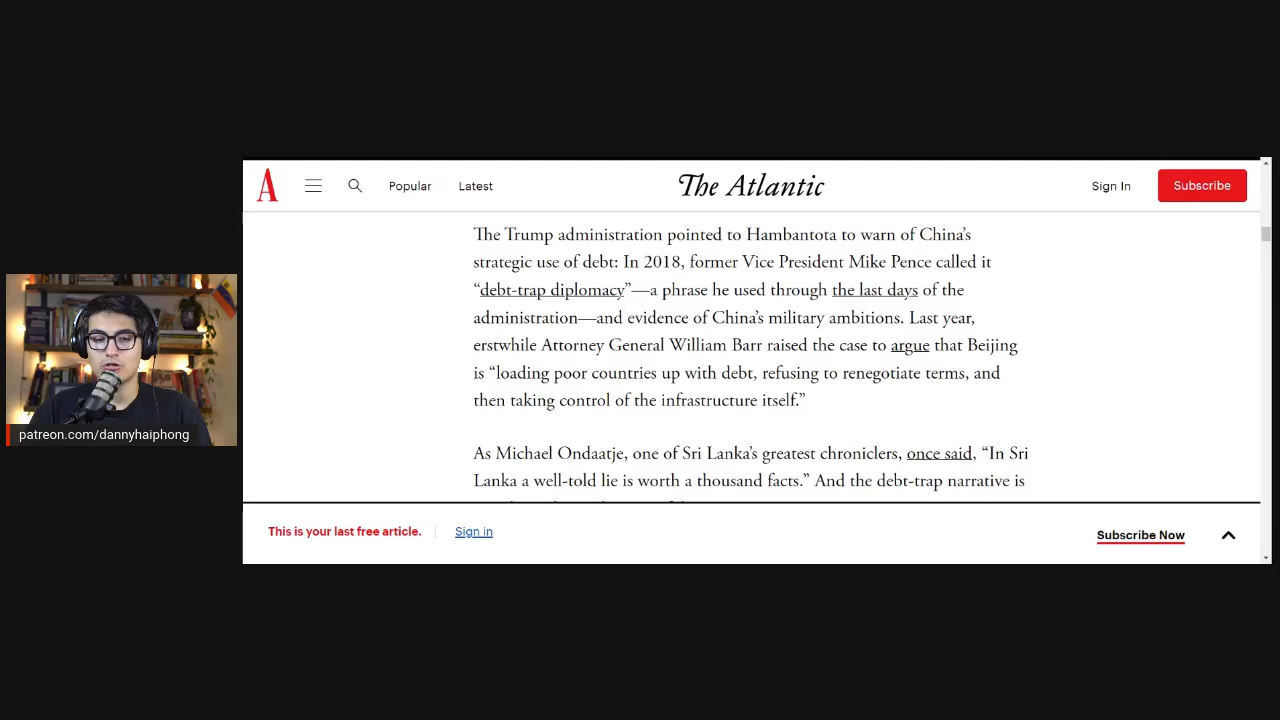 A
Popular
Latest
The Atlantic
Sign In
Subscribe
The Trump administration pointed to Hambantota to warn of China’s
strategic use of debt: In 2018, former Vice President Mike Pence called it
“debt-trap diplomacy”—a phrase he used through the last days of the
administration—and evidence of China’s military ambitions. Last year,
erstwhile Attorney General William Barr raised the case to argue that Beijing
is “loading poor countries up with debt, refusing to renegotiate terms, and
then taking control of the infrastructure itself.”
As Michael Ondaatje, one of Sri Lanka’s greatest chroniclers, once said, “In Sri
Lanka a well-told lie is worth a thousand facts.” And the debt-trap narrative is
patreon.com/dannyhaiphong
This is your last free article.
Sign in
Subscribe Now